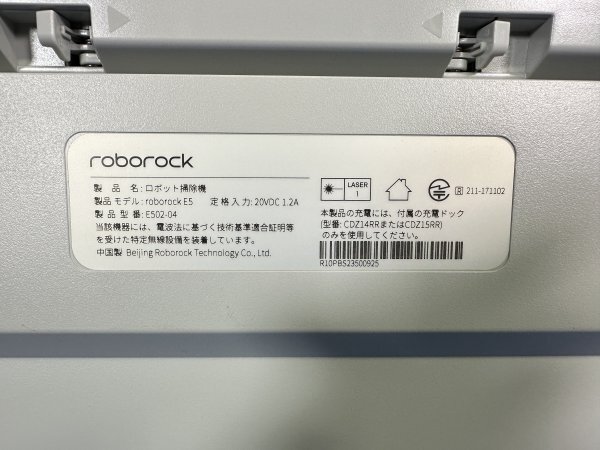 roborock
製品名:ロボット掃除機
製品モデル:roborock E5 定格入力:20VDC 1.2A
製品型番:E502-04
当該機器には、電波法に基づく技術基準適合証明等
を受けた特定無線設備を装着しています。
中国製 Beijing Roborock Technology Co., Ltd.
LASER
1
R 211-171102
本製品の充電には、付属の充電ドック
(型番: CDZ14RRまたはCDZ15RR)
のみを使用してください。
R10PBS23500925